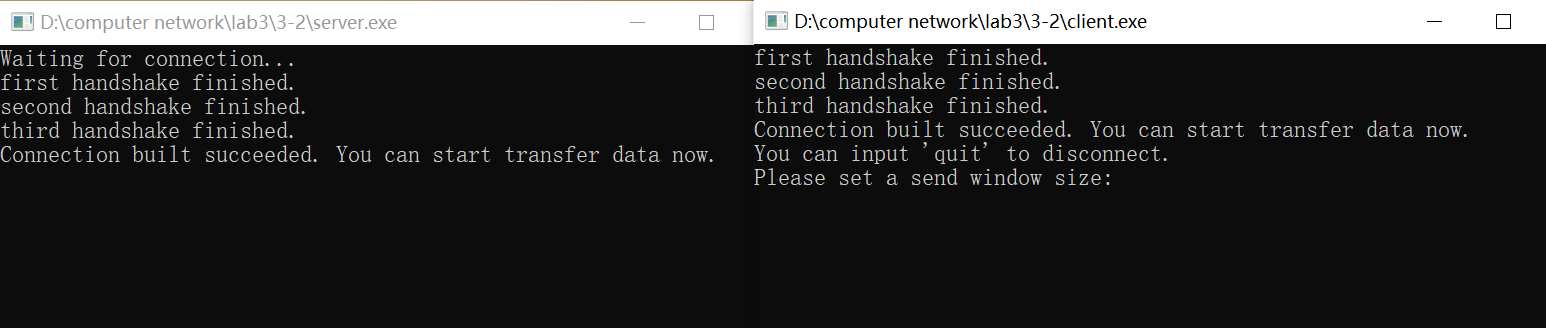 D:\computer network\lab3\3-2\server.exe
Waiting for connection...
first handshake finished.
second handshake finished.
third handshake finished.
Connection built succeeded. You can start transfer data now.
D:\computer network\lab3\3-2\client.exe
first handshake finished.
second handshake finished.
third handshake finished.
Connection built succeeded. You can start transfer data now.
You can input 'quit' to disconnect.
Please set a send window size: